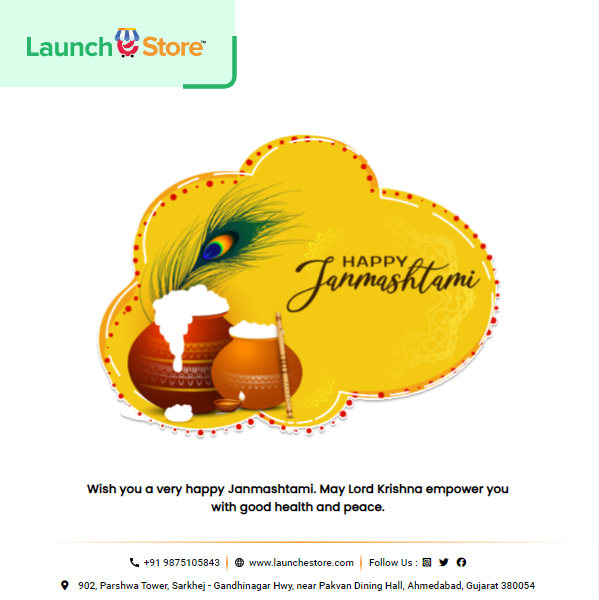 Launch e Store™
HAPPY
Janmashtami
Wish you a very happy Janmashtami. May Lord Krishna empower you
with good health and peace.
+91 9875105843 | www.launchestore.com | Follow Us :
902, Parshwa Tower, Sarkhej - Gandhinagar Hwy, near Pakvan Dining Hall, Ahmedabad, Gujarat 380054